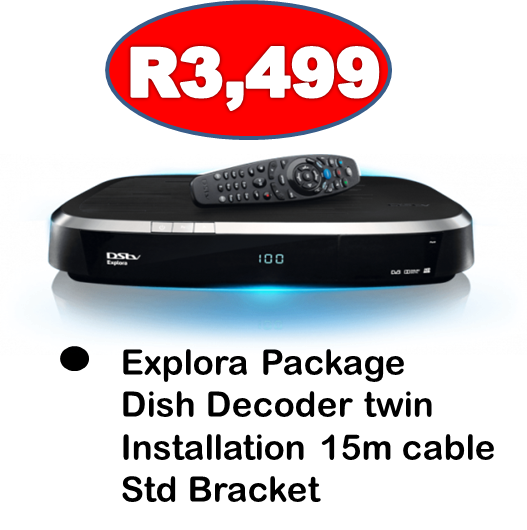 R3,499
DStv
Explora
100
Explora Package
Dish Decoder twin
Installation 15m cable
Std Bracket